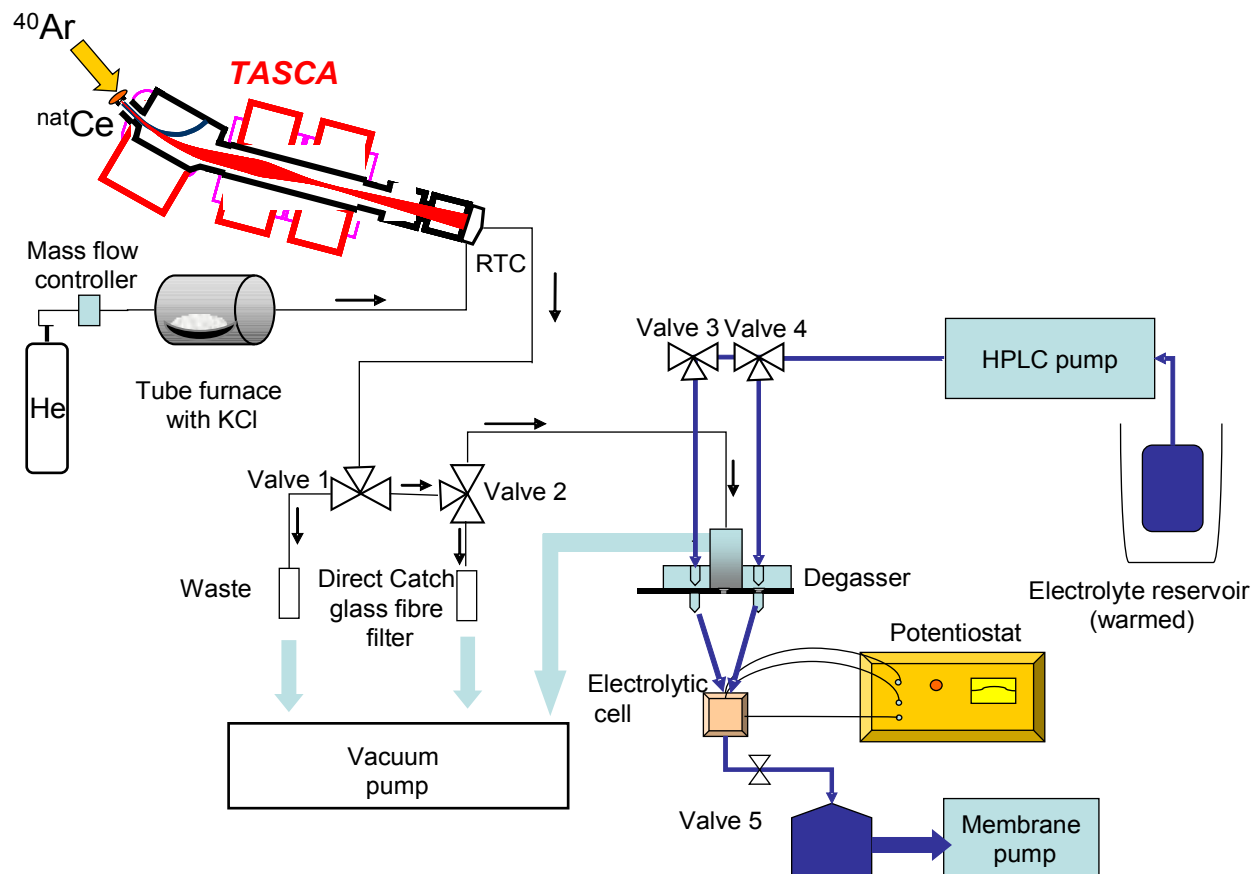 ⁴⁰Ar
TASCA
ⁿᵃᵗCe
Mass flow
controller
RTC
He
Tube furnace
with KCl
Valve 3
Valve 4
HPLC pump
Valve 1
Valve 2
Waste
Direct Catch
glass fibre
filter
Degasser
Electrolyte reservoir
(warmed)
Potentiostat
Electrolytic
cell
Vacuum
pump
Valve 5
Membrane
pump